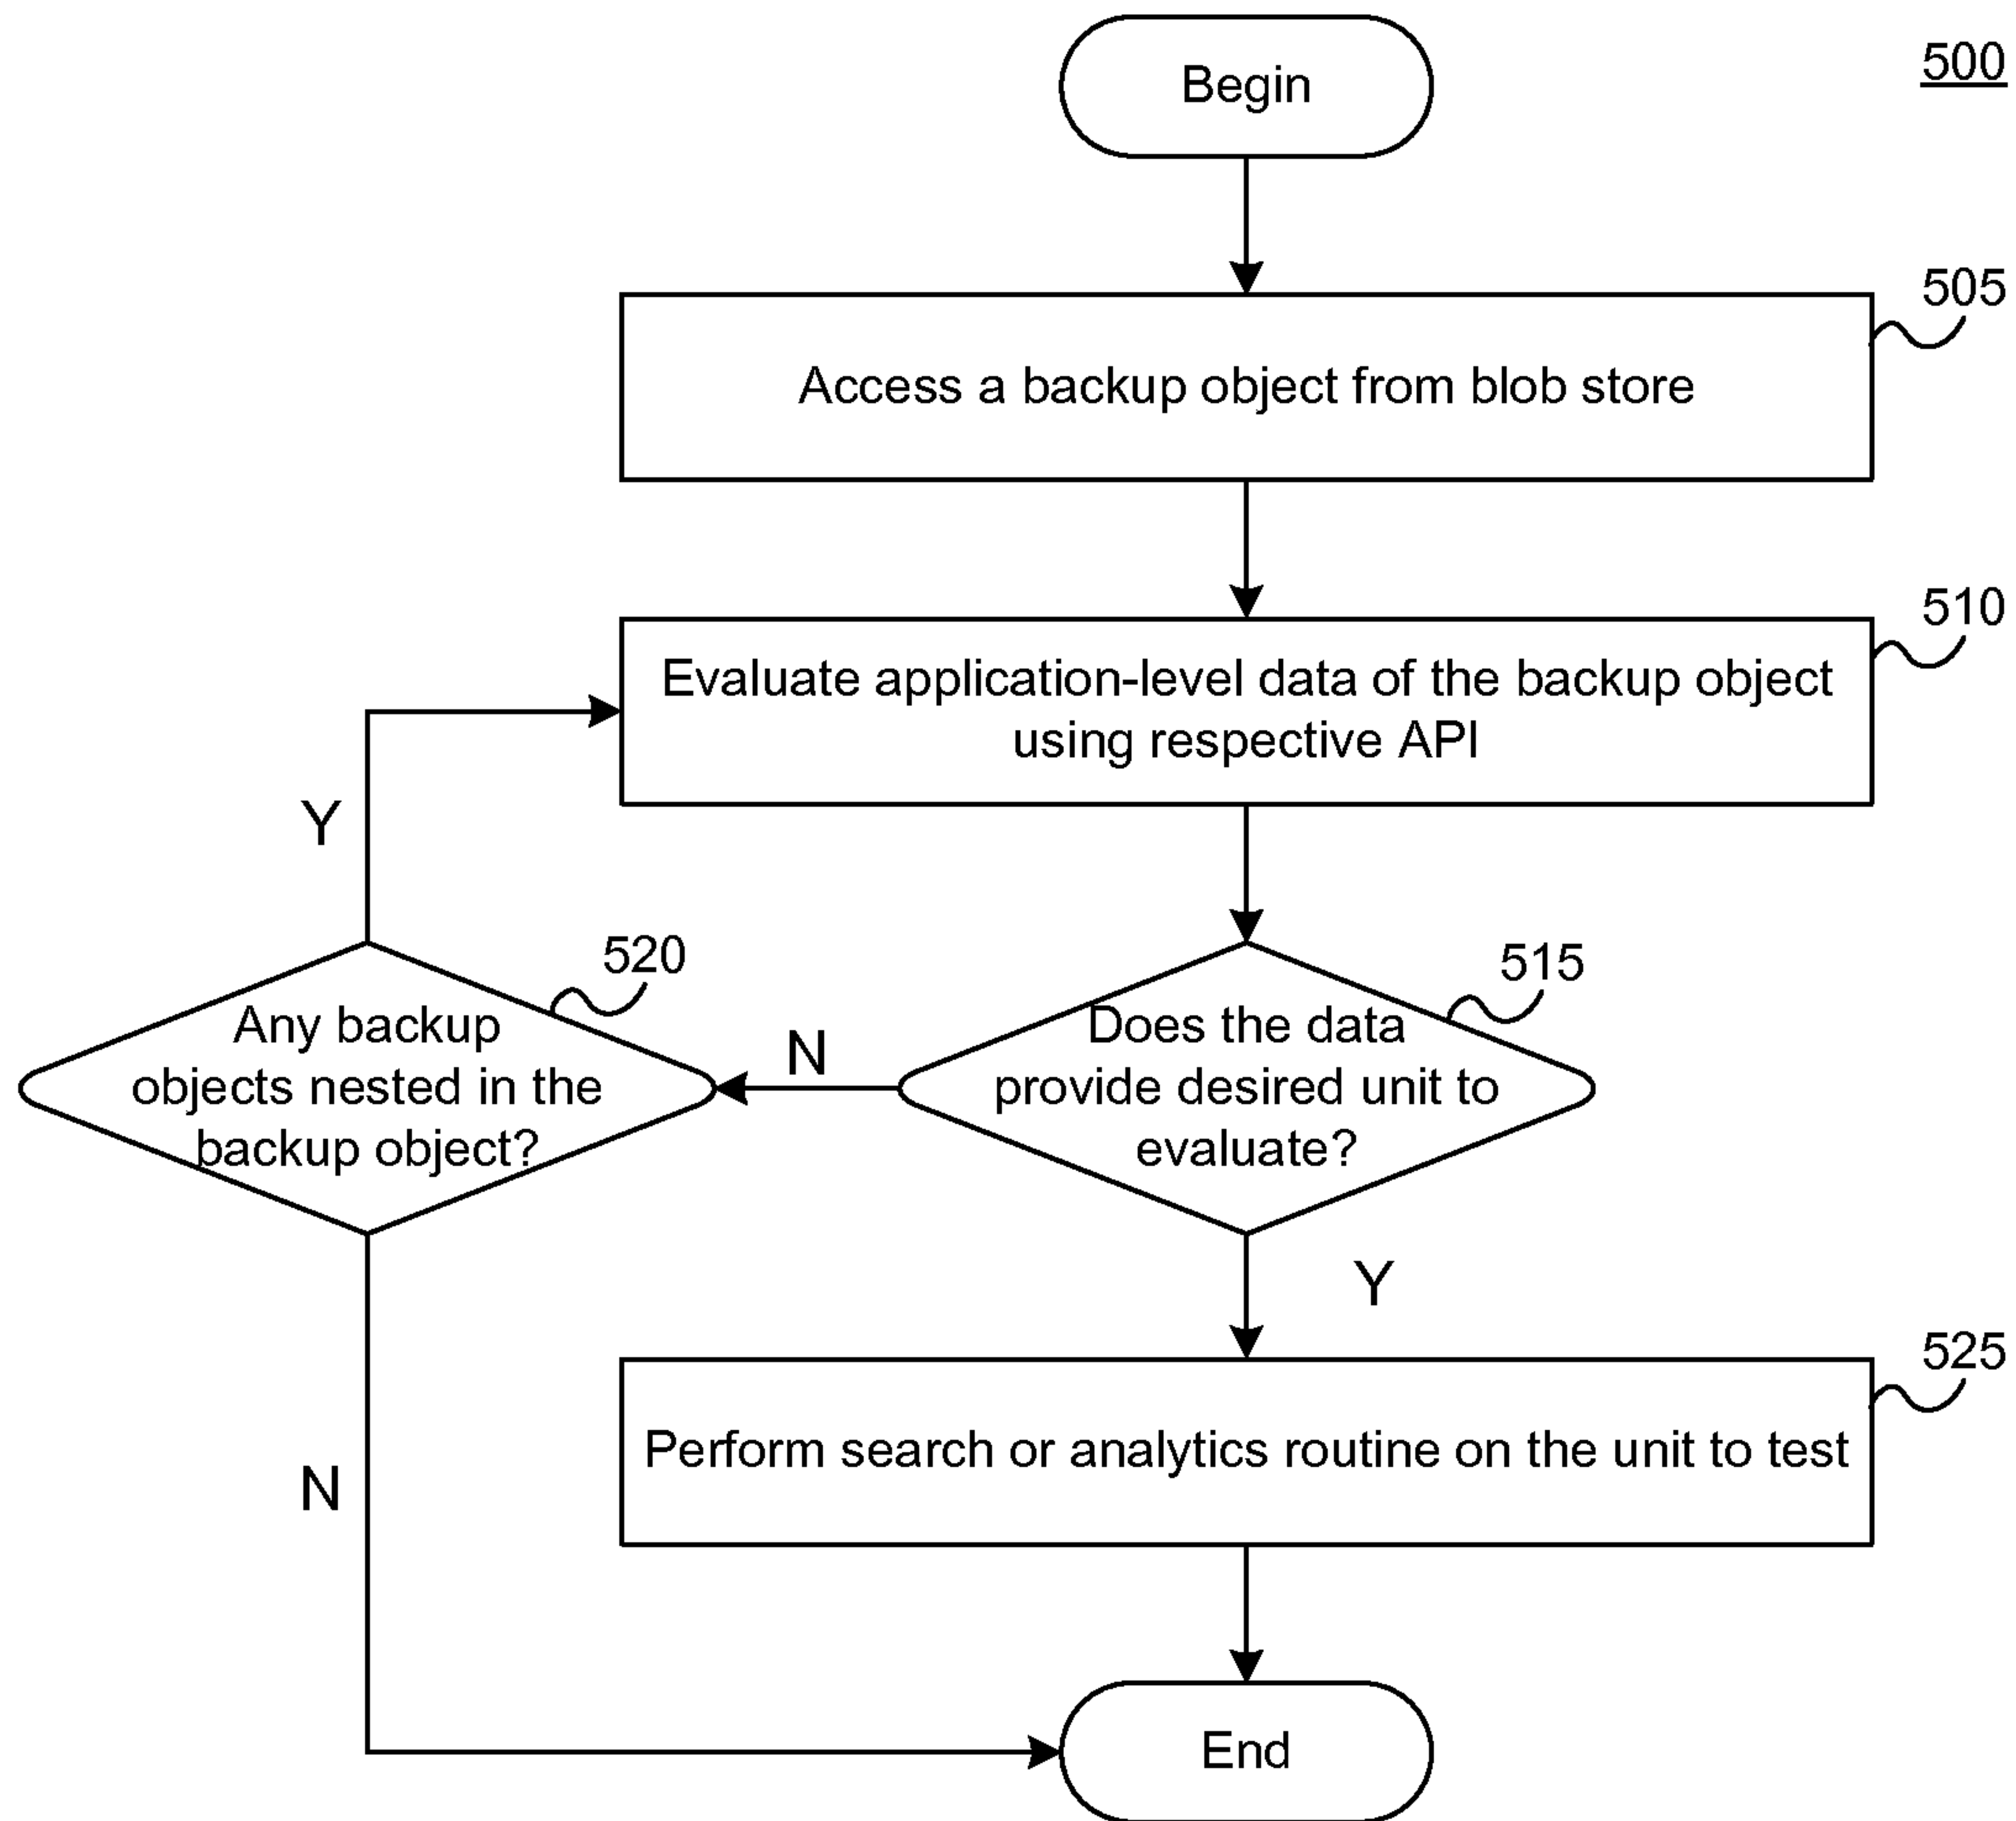 Begin
500
505
Access a backup object from blob store
510
Evaluate application-level data of the backup object
using respective API
Y
520
Any backup
objects nested in the
backup object?
N
515
Does the data
provide desired unit to
evaluate?
Y
525
Perform search or analytics routine on the unit to test
N
End